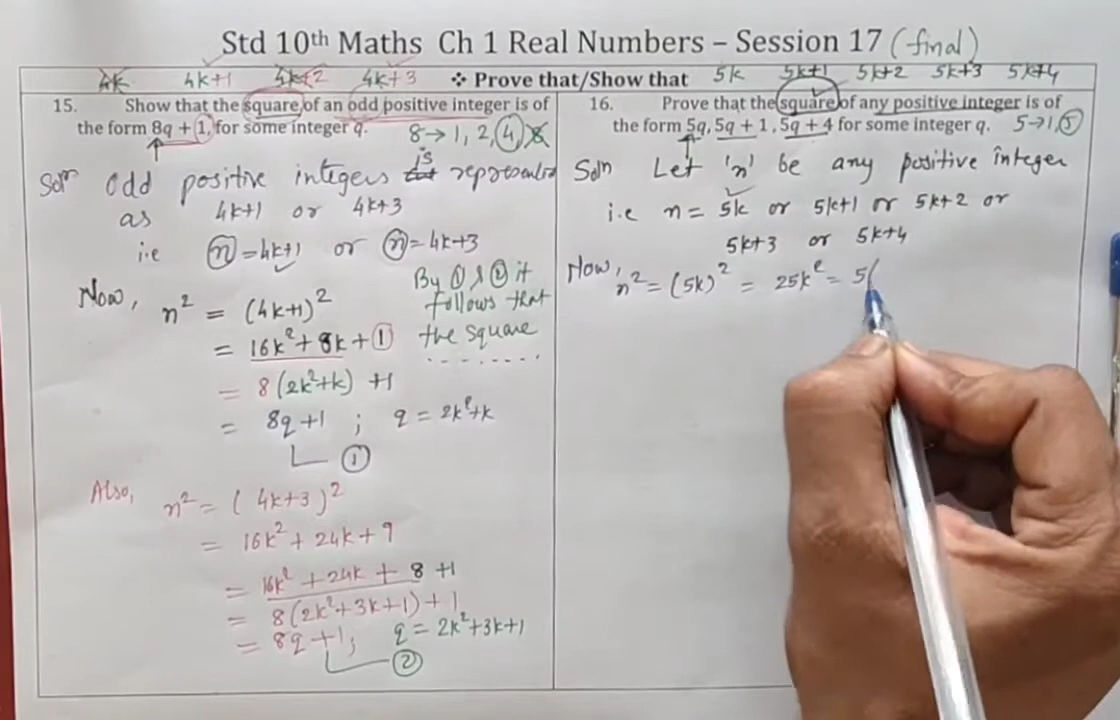 Std 10th Maths Ch 1 Real Numbers – Session 17 (final)
4k 4k+1 4k+2 4k+3 ❖ Prove that/Show that 5k 5k+1 5k+2 5k+3 5k+4
15. Show that the square of an odd positive integer is of
the form 8q + 1, for some integer q. 8 → 1, 2, 4, 8
Soln Odd positive integers is represented
as 4k+1 or 4k+3
i.e n = 4k+1 or n = 4k+3
Now, n² = (4k+1)²
= 16k² + 8k + 1
= 8(2k²+k) + 1
= 8q+1 ; q = 2k²+k
①
By ① & ② it
follows that
the square
........
Also, n² = (4k+3)²
= 16k² + 24k + 9
= 16k² + 24k + 8 + 1
= 8(2k²+3k+1) + 1
= 8q+1, q = 2k²+3k+1
②
16. Prove that the square of any positive integer is of
the form 5q, 5q + 1, 5q + 4 for some integer q. 5→1,5
Soln Let 'n' be any positive integer
i.e n = 5k or 5k+1 or 5k+2 or
5k+3 or 5k+4
Now, n² = (5k)² = 25k² = 5(